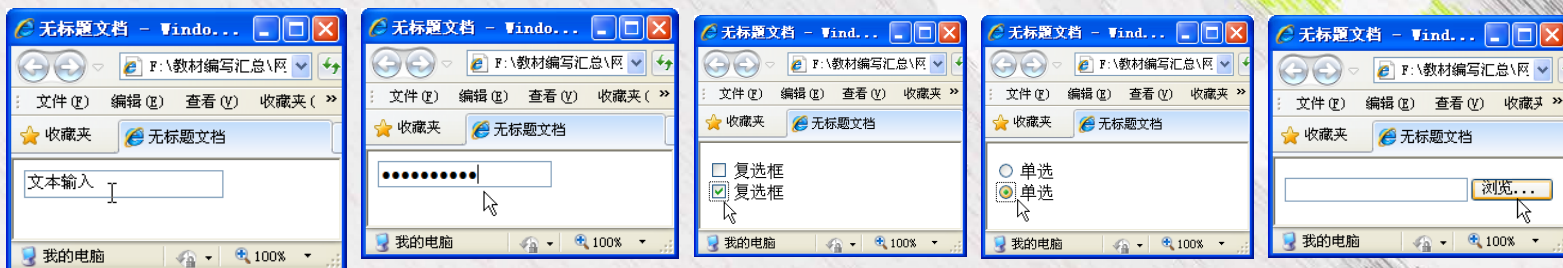 无标题文档 - Windo...
F:\教材编写汇总\网
文件(F) 编辑(E) 查看(V) 收藏夹( »
收藏夹 无标题文档
文本输入
我的电脑 100%
无标题文档 - Windo...
F:\教材编写汇总\网
文件(F) 编辑(E) 查看(V) 收藏夹( »
收藏夹 无标题文档
••••••••••
我的电脑 100%
无标题文档 - Wind...
F:\教材编写汇总\网
文件(F) 编辑(E) 查看(V) 收藏夹 »
收藏夹 无标题文档
复选框
复选框
我的电脑 100%
无标题文档 - Wind...
F:\教材编写汇总\网
文件(F) 编辑(E) 查看(V) 收藏夹 »
收藏夹 无标题文档
单选
单选
我的电脑 100%
无标题文档 - Wind...
F:\教材编写汇总\网
文件(F) 编辑(E) 查看(V) 收藏夹 »
收藏夹 无标题文档
浏览...
我的电脑 100%